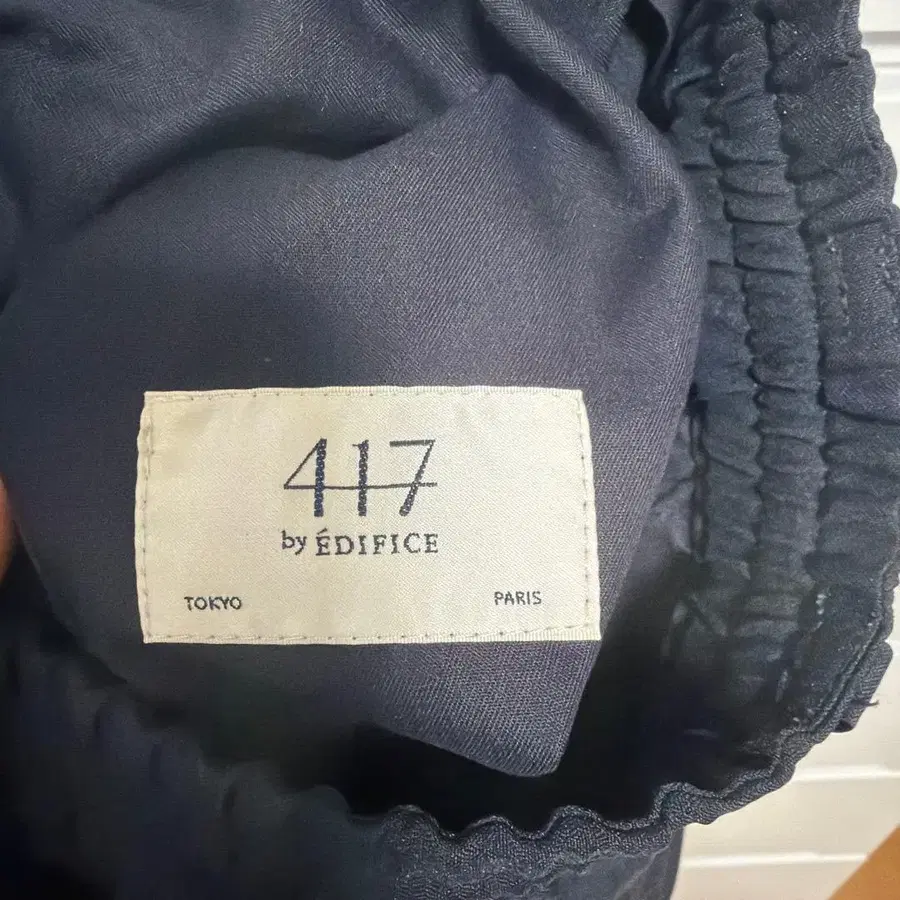 417
by ÉDIFICE
TOKYO PARIS